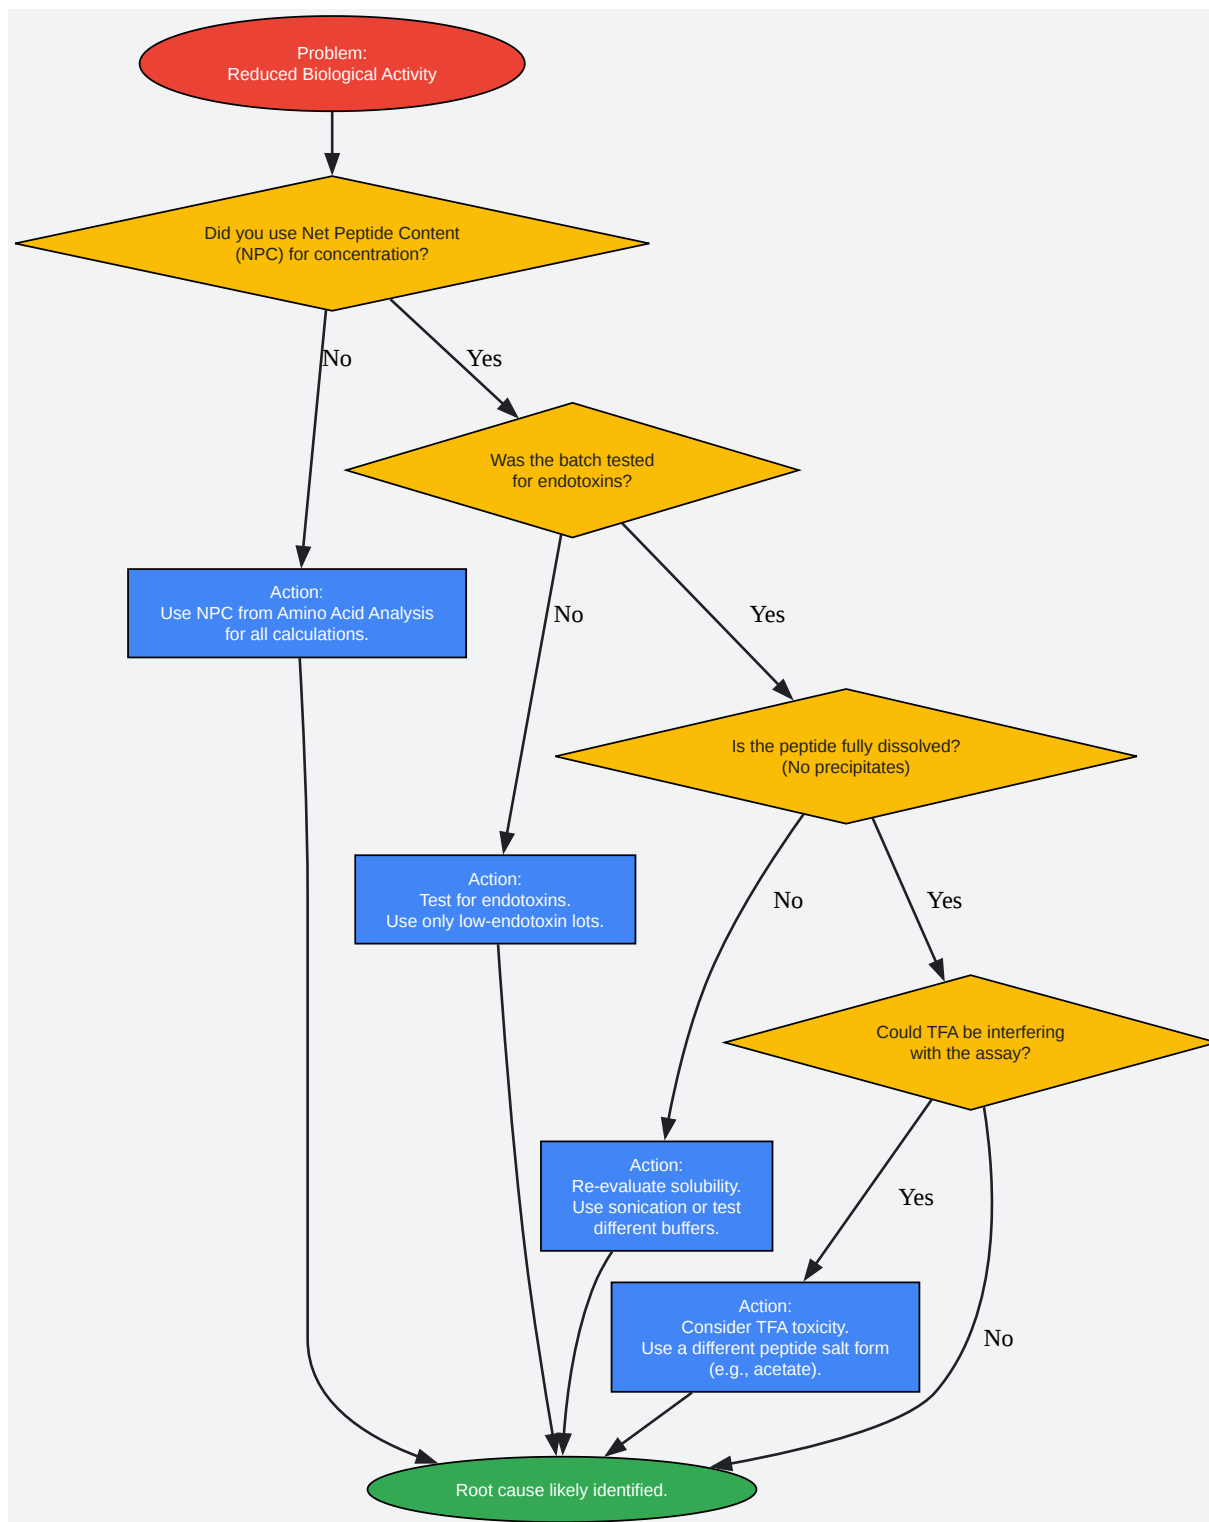 Problem:
Reduced Biological Activity
Did you use Net Peptide Content
(NPC) for concentration?
No
Yes
Was the batch tested
for endotoxins?
Action:
Use NPC from Amino Acid Analysis
for all calculations.
No
Yes
Is the peptide fully dissolved?
(No precipitates)
Action:
Test for endotoxins.
Use only low-endotoxin lots.
No
Yes
Could TFA be interfering
with the assay?
Action:
Re-evaluate solubility.
Use sonication or test
different buffers.
Yes
Action:
Consider TFA toxicity.
Use a different peptide salt form
(e.g., acetate).
No
Root cause likely identified.